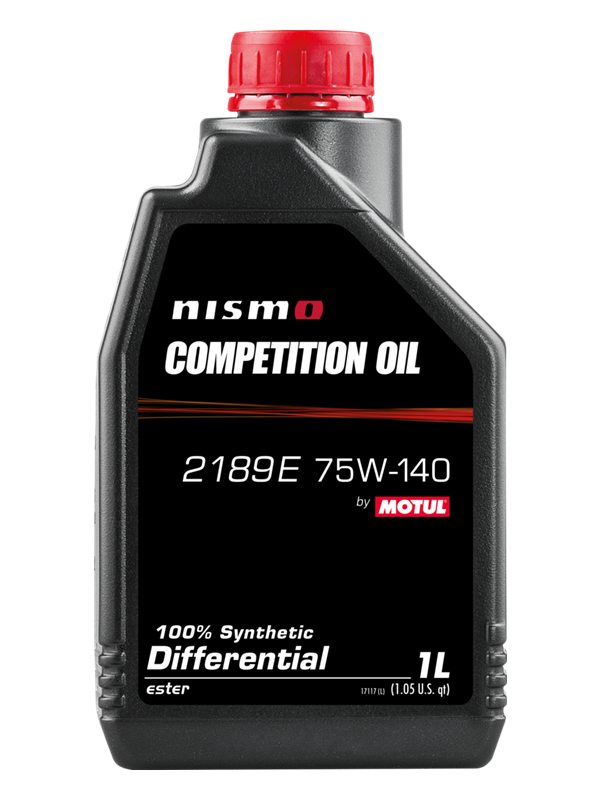 nismo
COMPETITION OIL
2189E 75W-140
by MOTUL
100% Synthetic
Differential 1L
ester 17117 (L) (1.05 U.S. qt)